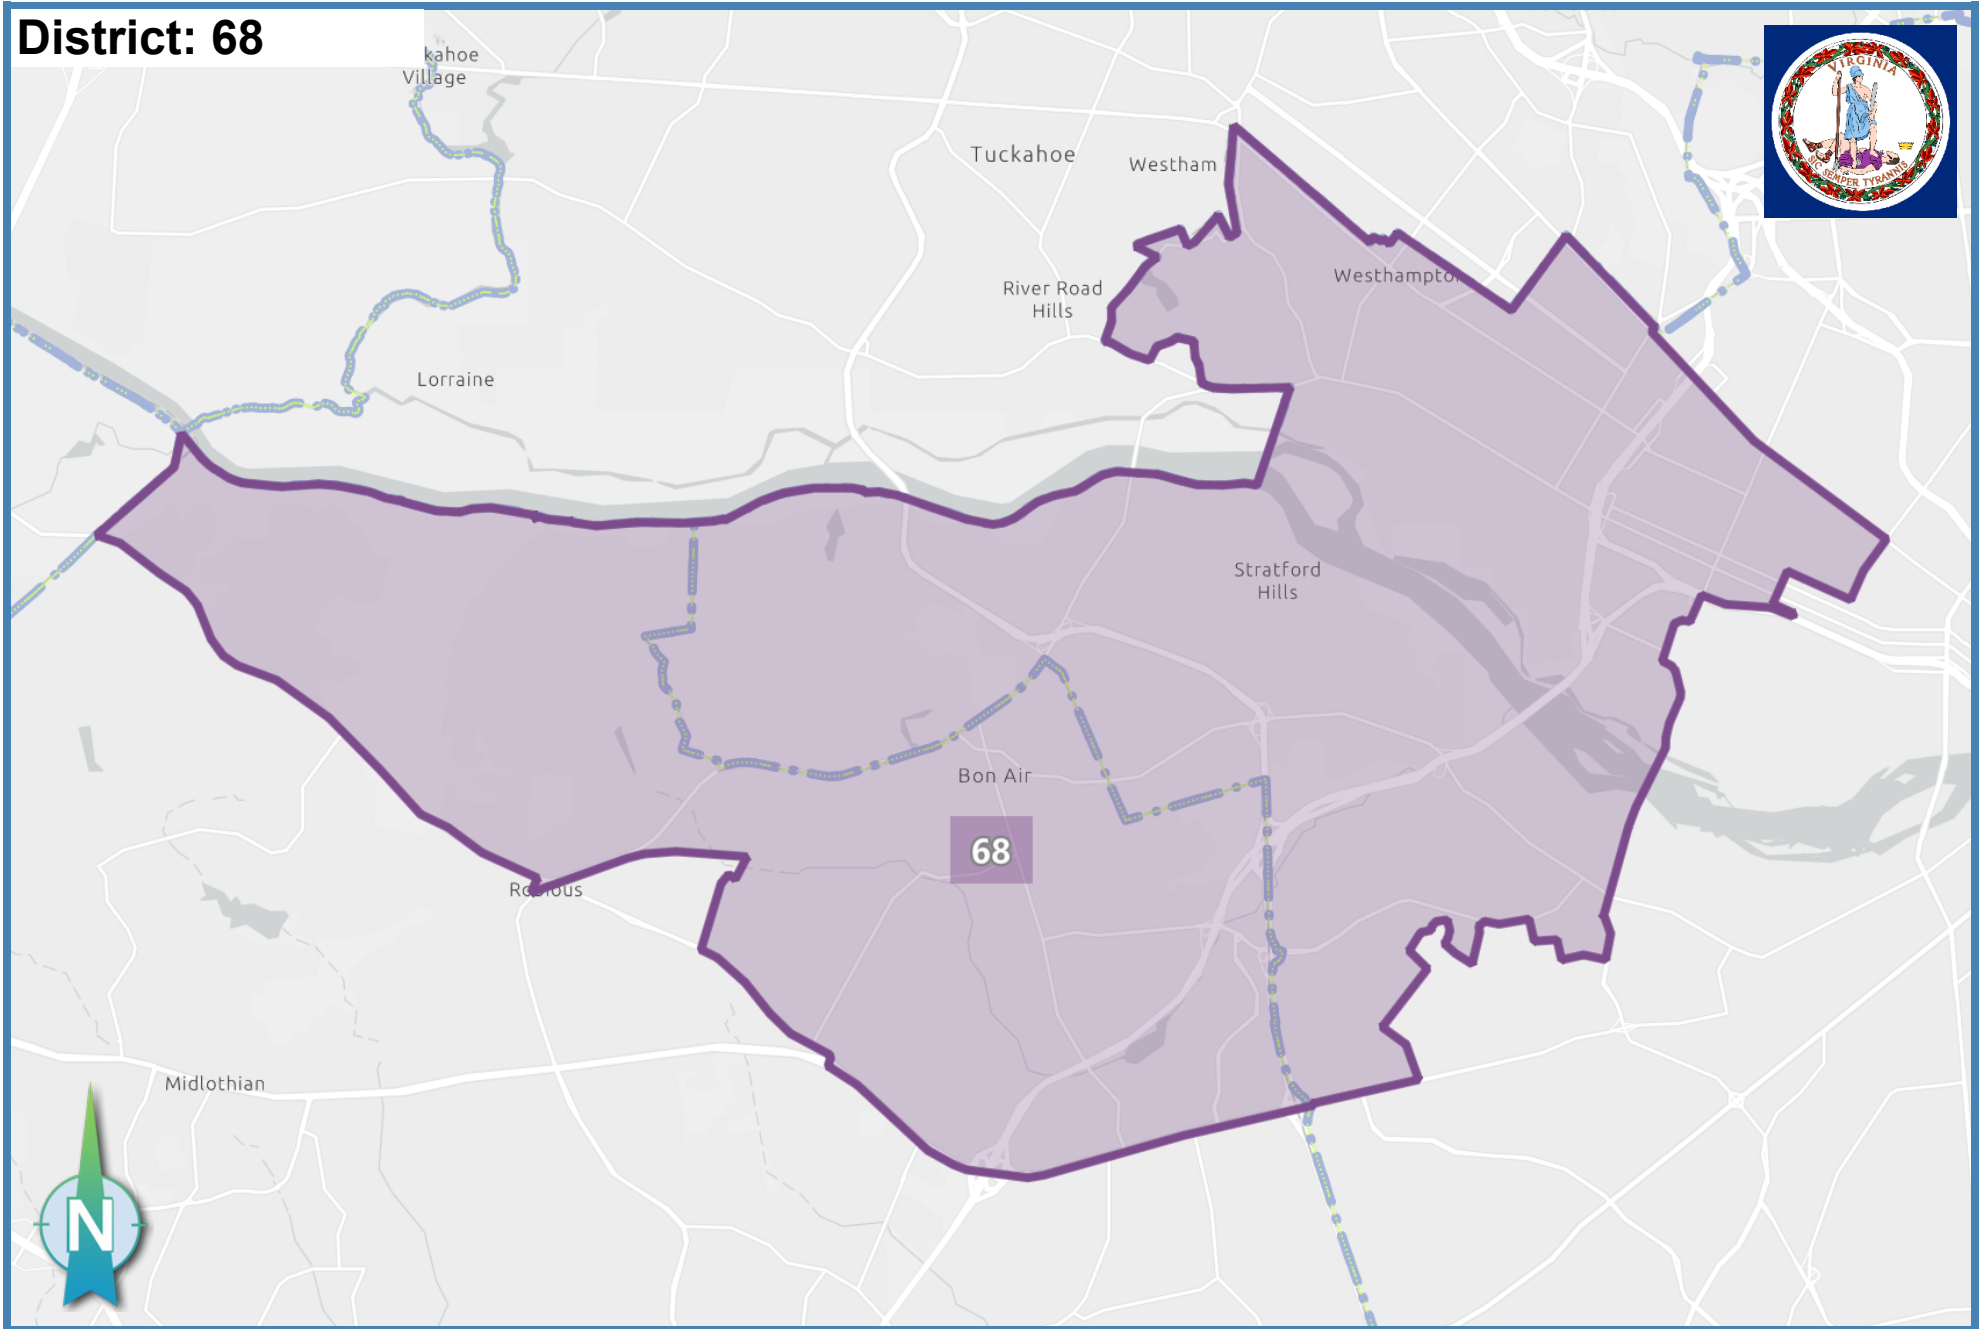 District: 68
kahoe
Village
VIRGINIA
SIC SEMPER TYRANNIS
Tuckahoe
Westham
Westhampto
River Road
Hills
Lorraine
Stratford
Hills
Bon Air
68
Midlothian
N